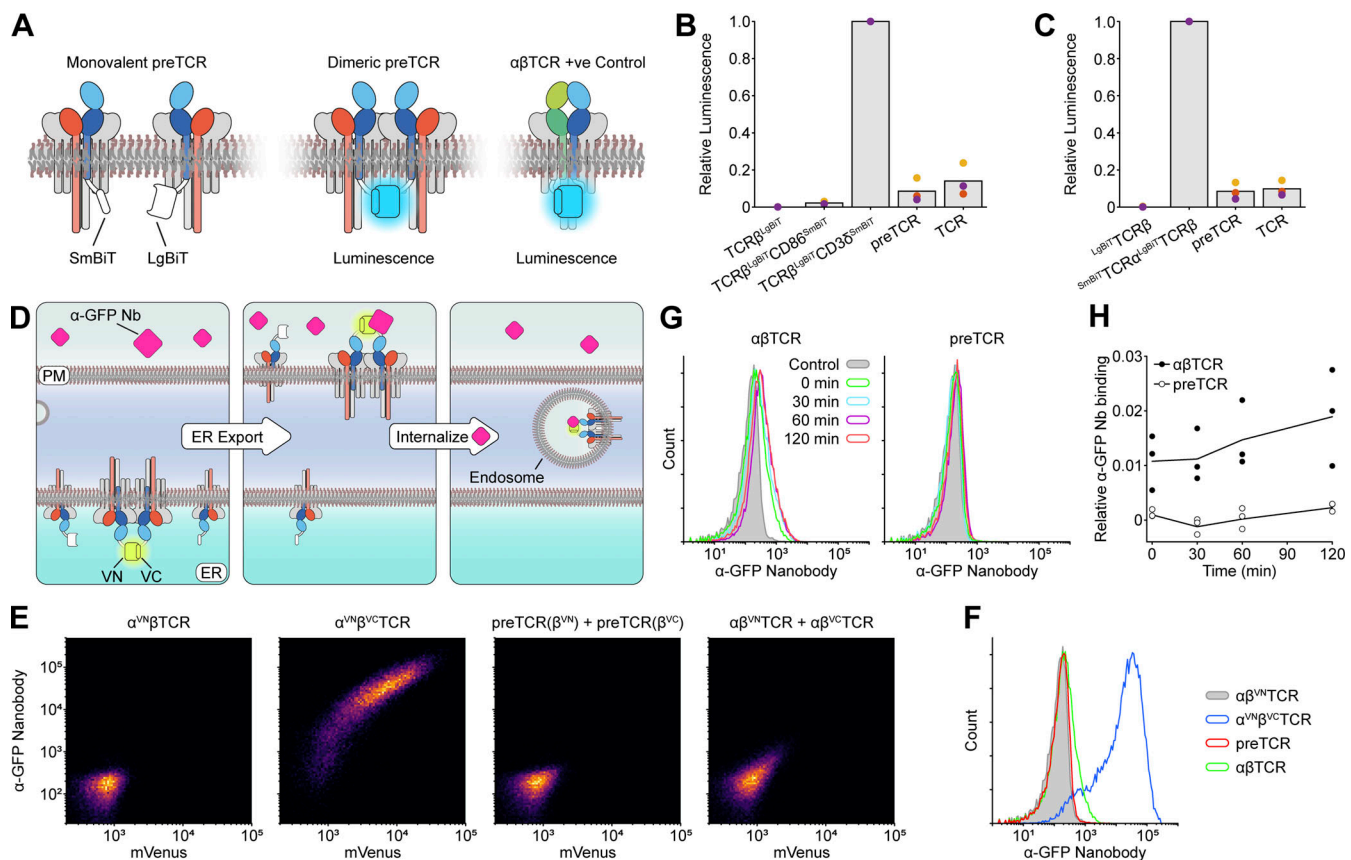 A
Monovalent preTCR
Dimeric preTCR
αβTCR +ve Control
SmBiT
LgBiT
Luminescence
Luminescence
B
Relative Luminescence
1.0
0.8
0.6
0.4
0.2
0
TCRβLgBiT
TCRβLgBiTCD86SmBiT
TCRβLgBiTCD3δSmBiT
preTCR
TCR
C
Relative Luminescence
1.0
0.8
0.6
0.4
0.2
0
LgBiTTCRβ
SmBiTTCRαLgBiTTCRβ
preTCR
TCR
D
α-GFP Nb
PM
ER Export
Internalize
Endosome
VN
VC
ER
G
αβTCR
preTCR
Control
0 min
30 min
60 min
120 min
Count
10¹
10³
10⁵
10¹
10³
10⁵
α-GFP Nanobody
α-GFP Nanobody
H
αβTCR
preTCR
Relative α-GFP Nb binding
0.03
0.02
0.01
0
0
30
60
90
120
Time (min)
E
αVNβTCR
αVNβVCTCR
preTCR(βVN) + preTCR(βVC)
αβVNTCR + αβVCTCR
α-GFP Nanobody
10⁵
10⁴
10³
10²
10³
10⁴
10⁵
10³
10⁴
10⁵
10³
10⁴
10⁵
10³
10⁴
10⁵
mVenus
mVenus
mVenus
mVenus
F
Count
10¹
10³
10⁵
α-GFP Nanobody
αβVNTCR
αVNβVCTCR
preTCR
αβTCR